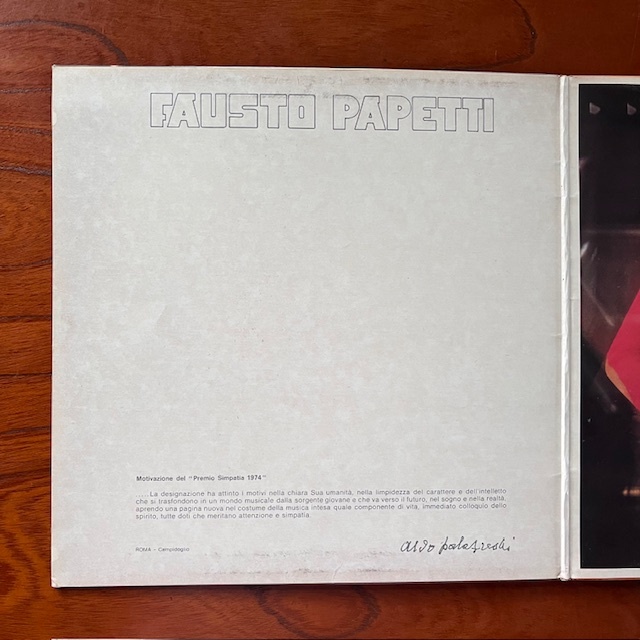 FAUSTO PAPETTI
Motivazione del "Premio Simpatia 1974"
.....La designazione ha attinto i motivi nella chiara Sua umanità, nella limpidezza del carattere e dell'intelletto
che si trasfondono in un mondo musicale dalla sorgente giovane e che va verso il futuro, nel sogno e nella realtà,
aprendo una pagina nuova nel costume della musica intesa quale componente di vita, immediato colloquio dello
spirito, tutte doti che meritano attenzione e simpatia.
ROMA - Campidoglio
aldo palazzeschi